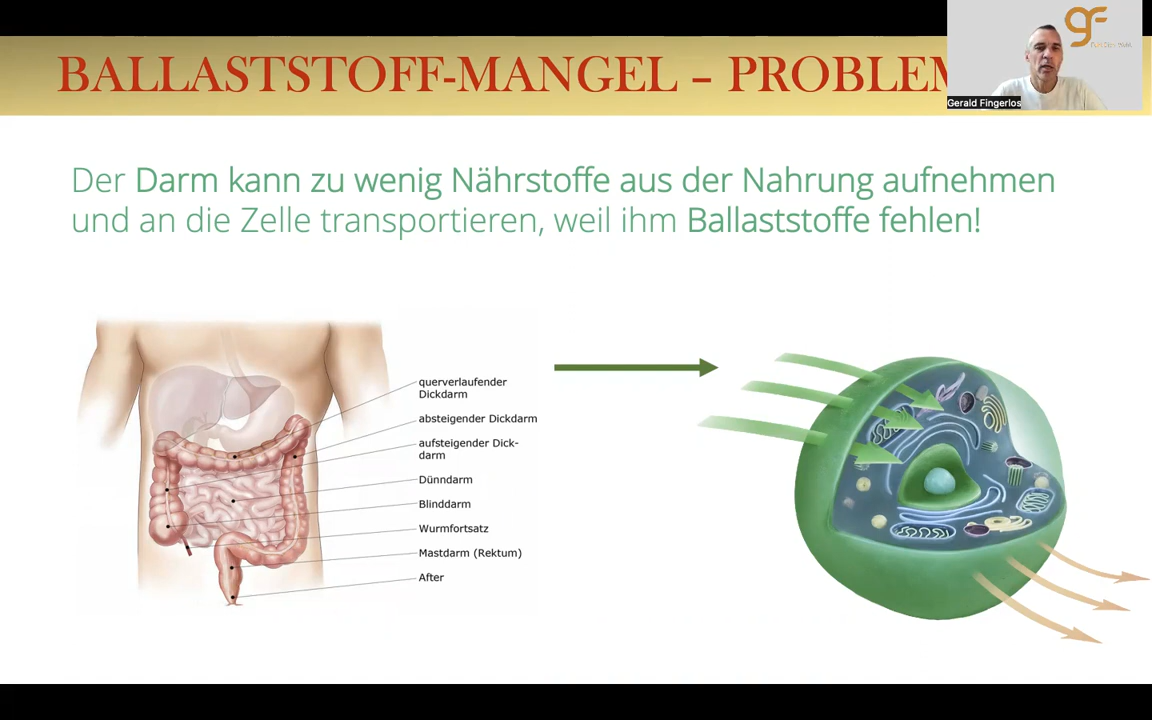 BALLASTSTOFF-MANGEL – PROBLEM
gf
Gerald Fingerlos
Der Darm kann zu wenig Nährstoffe aus der Nahrung aufnehmen
und an die Zelle transportieren, weil ihm Ballaststoffe fehlen!
querverlaufender
Dickdarm
absteigender Dickdarm
aufsteigender Dick-
darm
Dünndarm
Blinddarm
Wurmfortsatz
Mastdarm (Rektum)
After